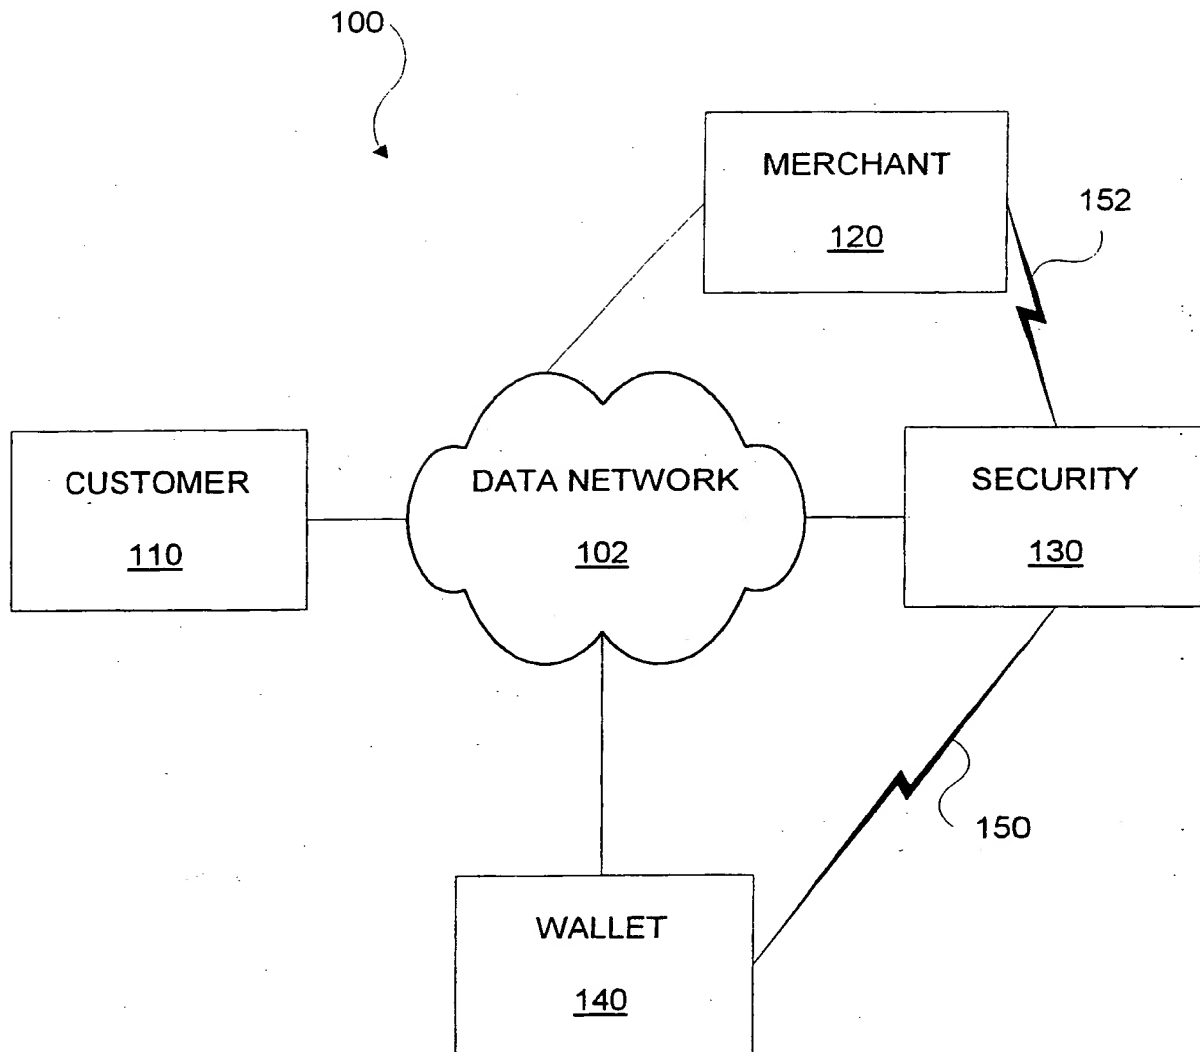 100
MERCHANT
120
152
CUSTOMER
110
DATA NETWORK
102
SECURITY
130
150
WALLET
140